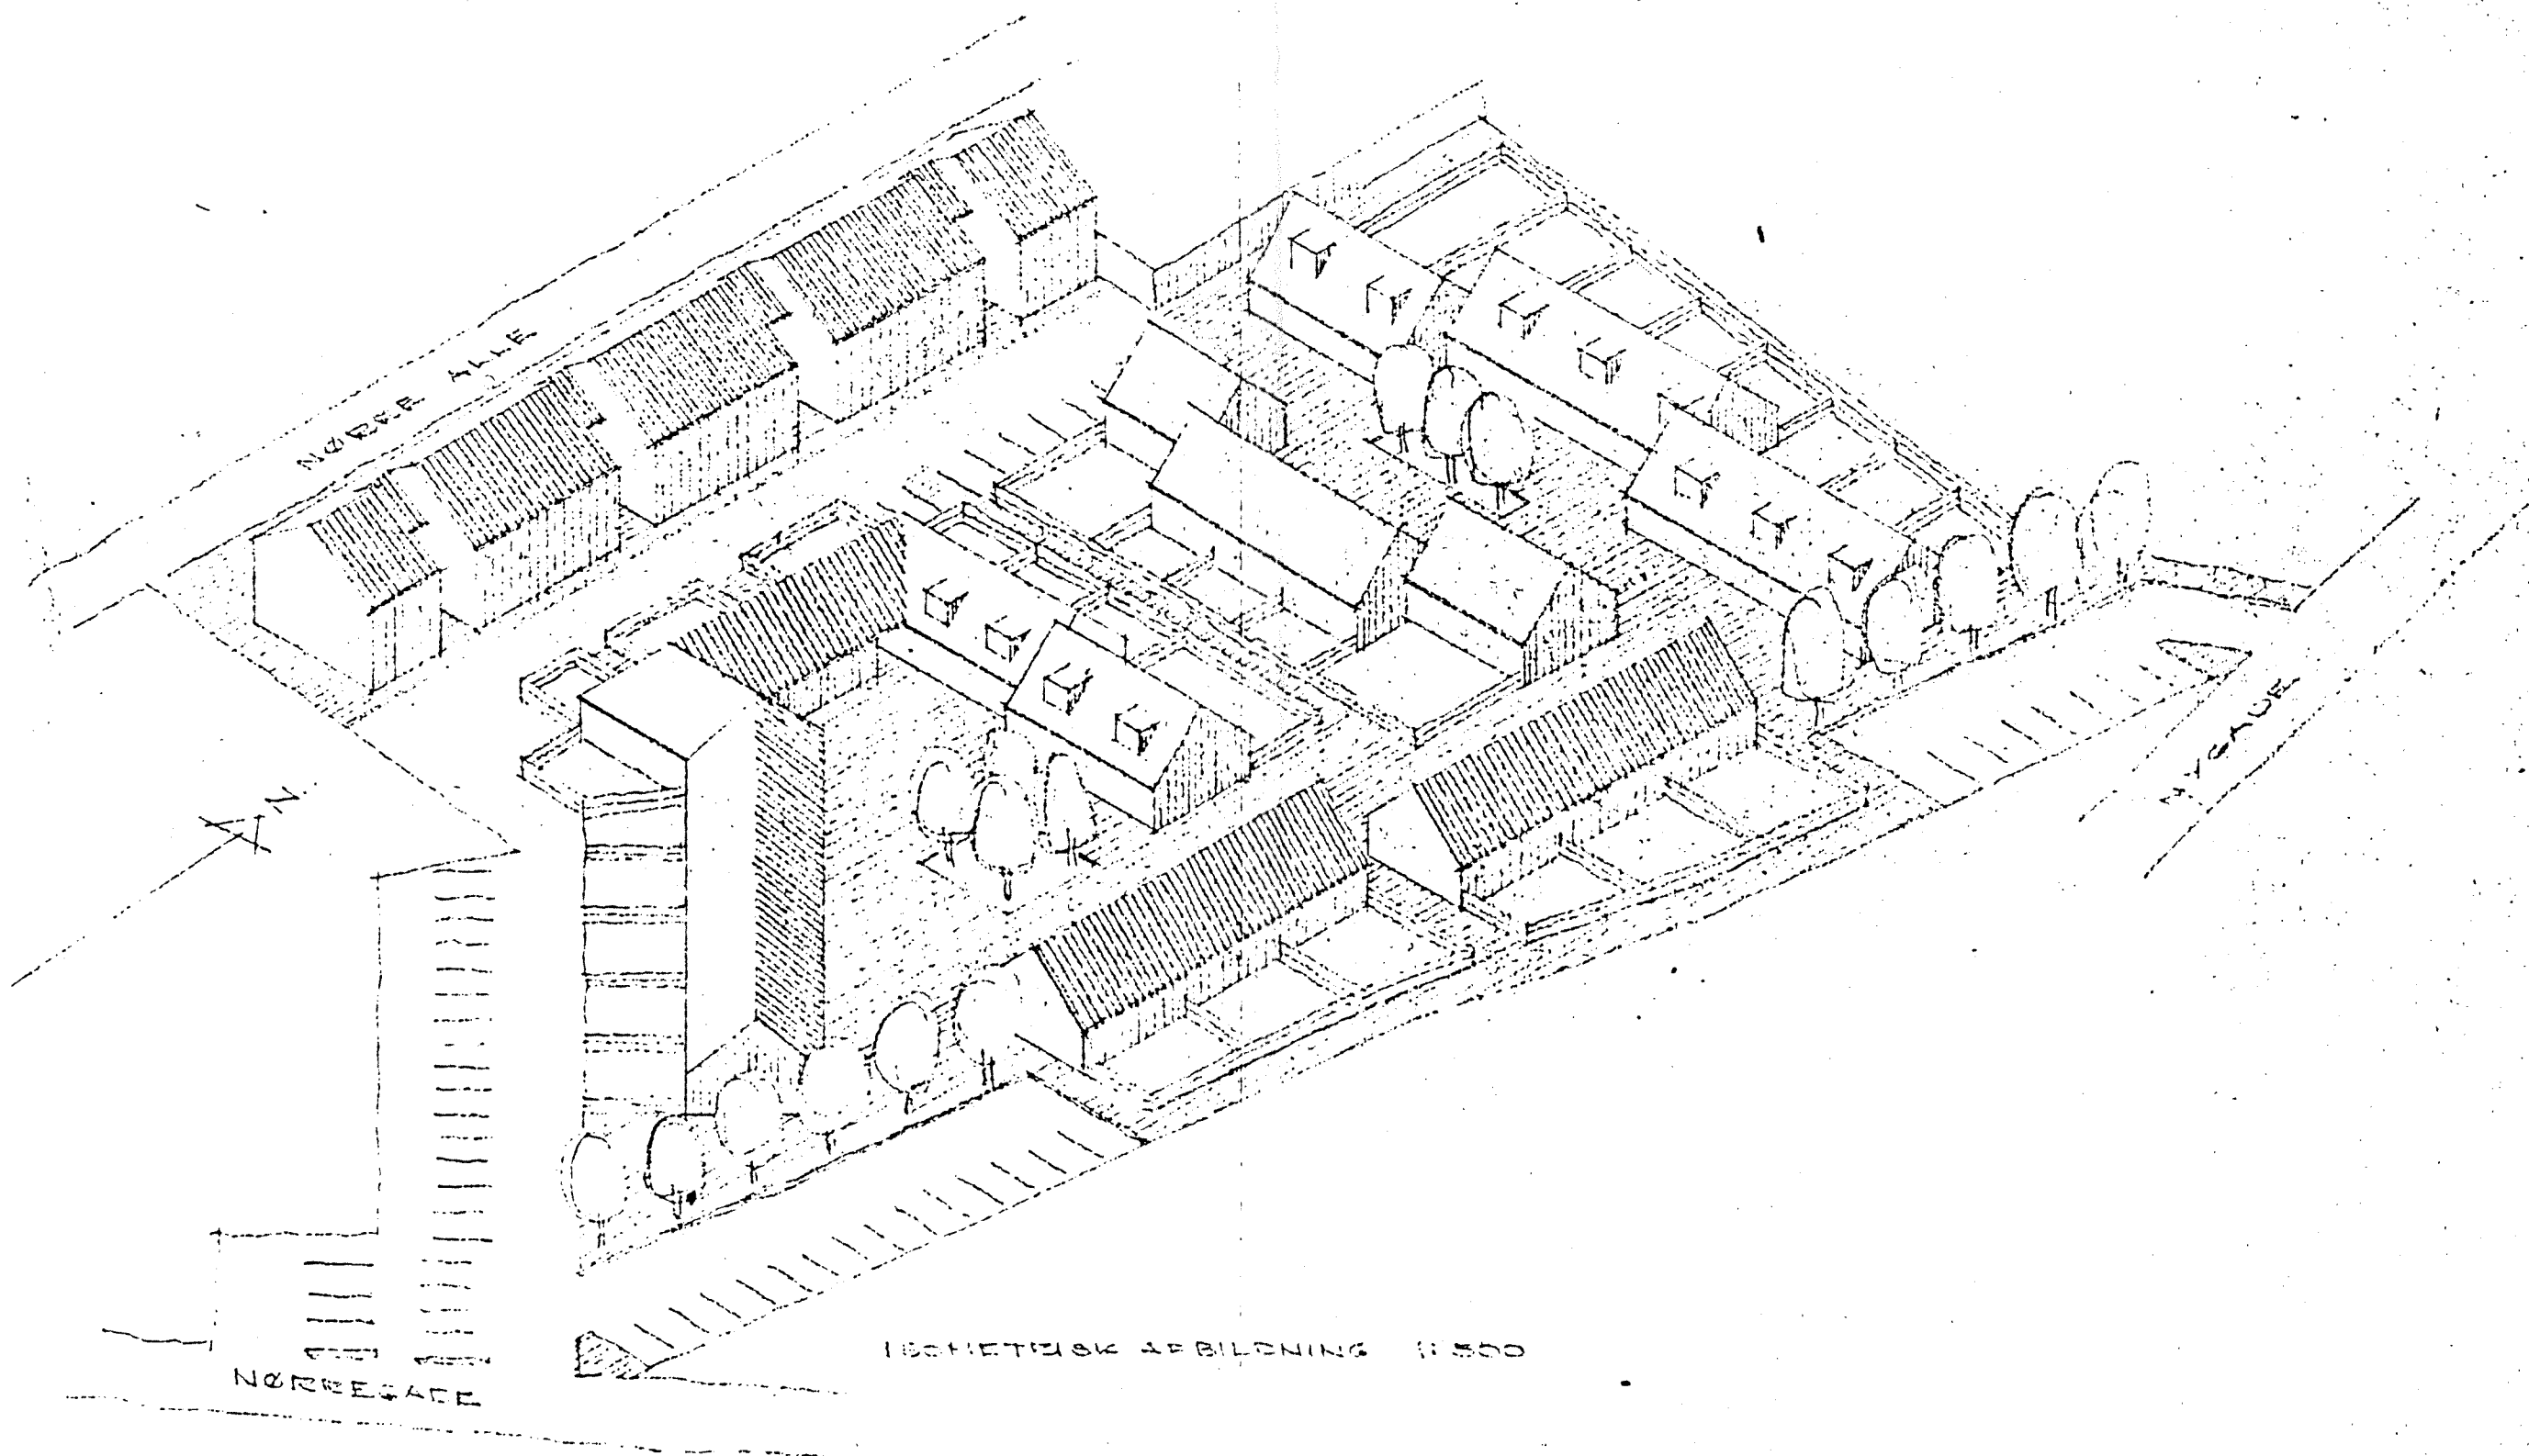 NØRRE ALLE
N
NYGADE
ISOMETRISK AFBILDNING 1:500
NØRREGADE